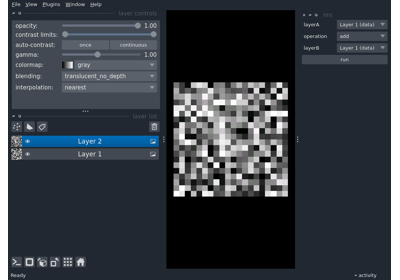 File View Plugins Window Help
layer controls
opacity: 1.00
contrast limits:
auto-contrast: once continuous
gamma: 1.00
colormap: gray
blending: translucent_no_depth
interpolation: nearest
layer list
Layer 2
Layer 1
layerA Layer 1 (data)
operation add
layerB Layer 1 (data)
run
activity